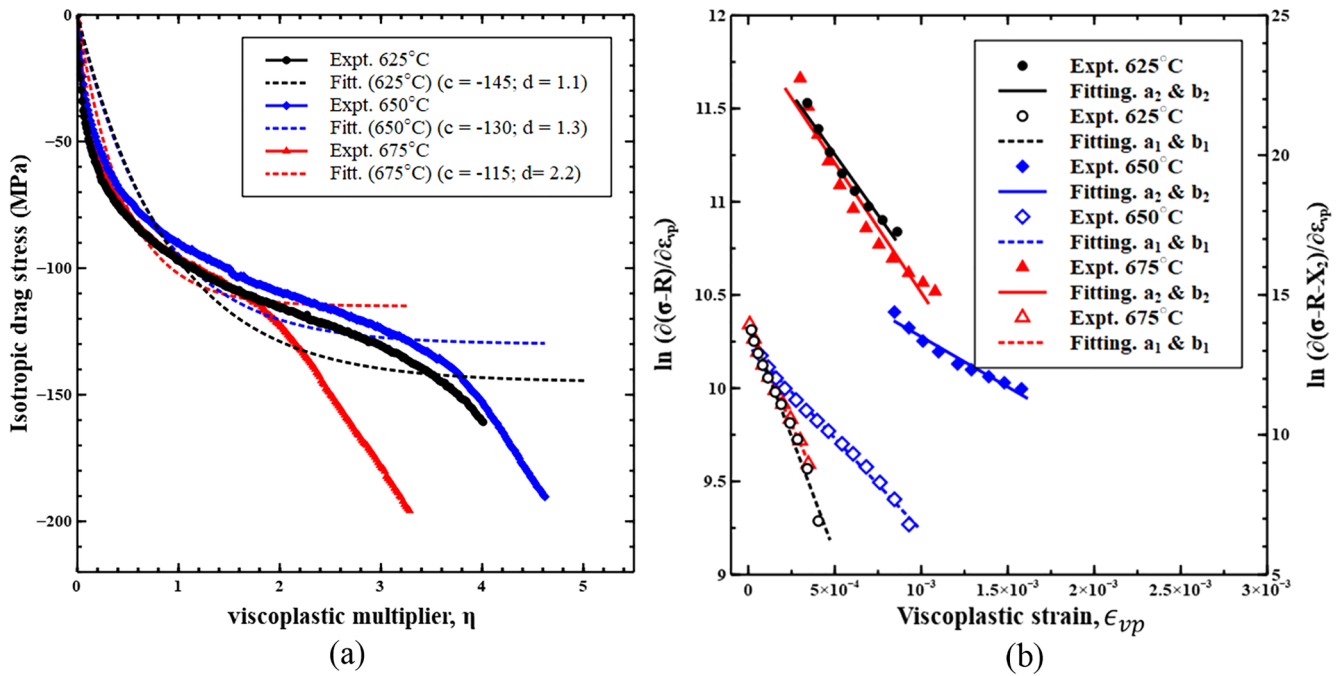 0
−50
−100
−150
−200
Isotropic drag stress (MPa)
Expt. 625°C
Fitt. (625°C) (c = -145; d = 1.1)
Expt. 650°C
Fitt. (650°C) (c = -130; d = 1.3)
Expt. 675°C
Fitt. (675°C) (c = -115; d= 2.2)
0 1 2 3 4 5
viscoplastic multiplier, η
(a)
12
11.5
11
10.5
10
9.5
9
ln (∂(σ-R)/∂ε_vp)
Expt. 625°C
Fitting. a₂ & b₂
Expt. 625°C
Fitting. a₁ & b₁
Expt. 650°C
Fitting. a₂ & b₂
Expt. 650°C
Fitting. a₁ & b₁
Expt. 675°C
Fitting. a₂ & b₂
Expt. 675°C
Fitting. a₁ & b₁
25
20
15
10
5
ln (∂(σ-R-X₂)/∂ε_vp)
0 5×10⁻⁴ 10⁻³ 1.5×10⁻³ 2×10⁻³ 2.5×10⁻³ 3×10⁻³
Viscoplastic strain, ϵ_vp
(b)